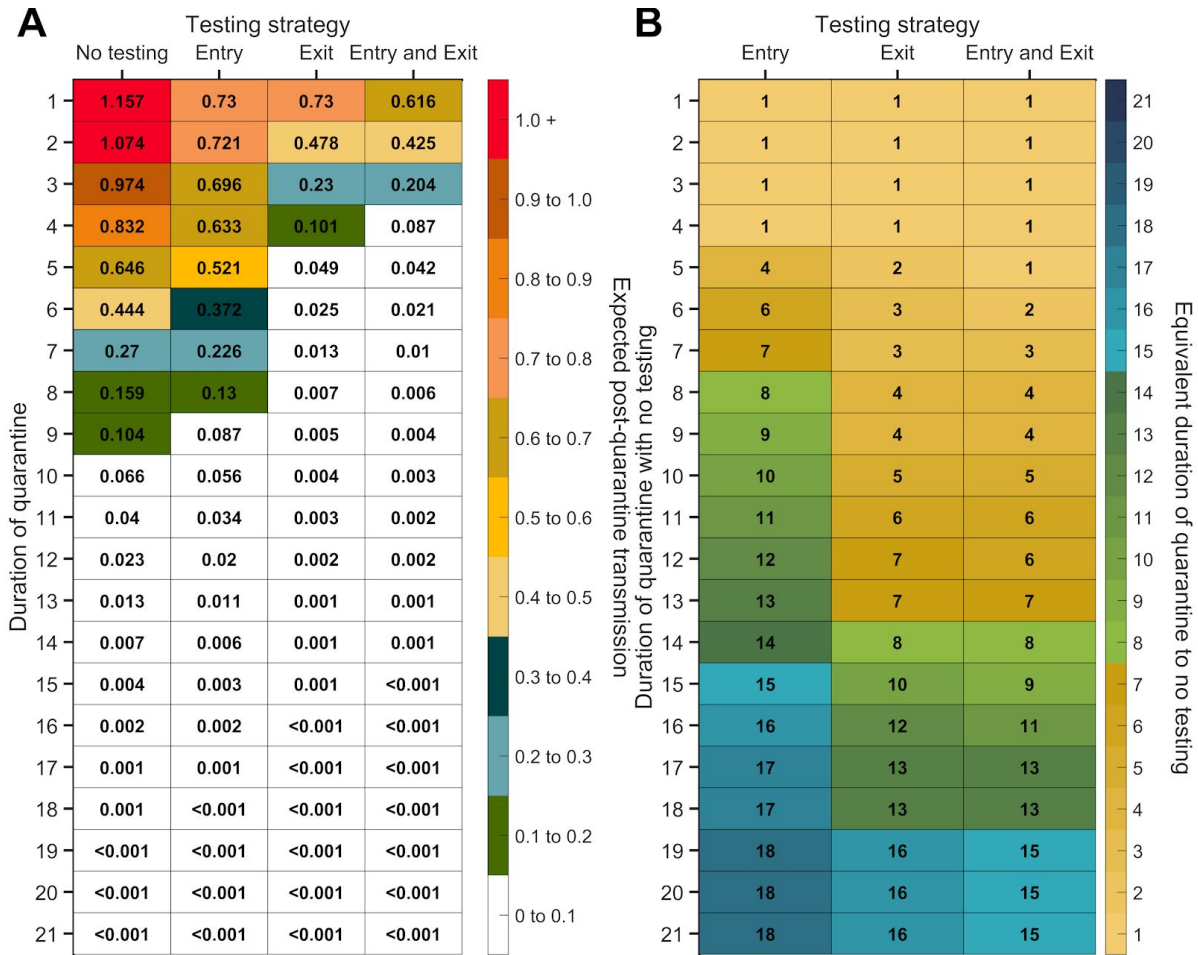 A
Testing strategy
No testing Entry Exit Entry and Exit
1 1.157 0.73 0.73 0.616
2 1.074 0.721 0.478 0.425
3 0.974 0.696 0.23 0.204
4 0.832 0.633 0.101 0.087
5 0.646 0.521 0.049 0.042
6 0.444 0.372 0.025 0.021
7 0.27 0.226 0.013 0.01
8 0.159 0.13 0.007 0.006
9 0.104 0.087 0.005 0.004
10 0.066 0.056 0.004 0.003
11 0.04 0.034 0.003 0.002
12 0.023 0.02 0.002 0.002
13 0.013 0.011 0.001 0.001
14 0.007 0.006 0.001 0.001
15 0.004 0.003 0.001 <0.001
16 0.002 0.002 <0.001 <0.001
17 0.001 0.001 <0.001 <0.001
18 0.001 <0.001 <0.001 <0.001
19 <0.001 <0.001 <0.001 <0.001
20 <0.001 <0.001 <0.001 <0.001
21 <0.001 <0.001 <0.001 <0.001
Duration of quarantine
1.0 +
0.9 to 1.0
0.8 to 0.9
0.7 to 0.8
0.6 to 0.7
0.5 to 0.6
0.4 to 0.5
0.3 to 0.4
0.2 to 0.3
0.1 to 0.2
0 to 0.1
Expected post-quarantine transmission
B
Testing strategy
Entry Exit Entry and Exit
1 1 1 1
2 1 1 1
3 1 1 1
4 1 1 1
5 4 2 1
6 6 3 2
7 7 3 3
8 8 4 4
9 9 4 4
10 10 5 5
11 11 6 6
12 12 7 6
13 13 7 7
14 14 8 8
15 15 10 9
16 16 12 11
17 17 13 13
18 17 13 13
19 18 16 15
20 18 16 15
21 18 16 15
Duration of quarantine with no testing
21
20
19
18
17
16
15
14
13
12
11
10
9
8
7
6
5
4
3
2
1
Equivalent duration of quarantine to no testing